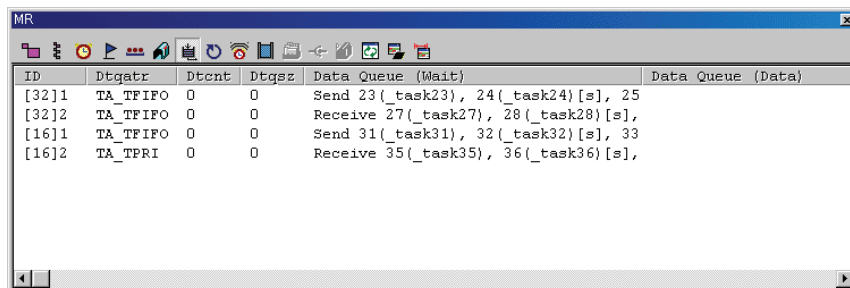 MR
ID Dtqatr Dtcnt Dtqsz Data Queue (Wait) Data Queue (Data)
[32]1 TA_TFIFO 0 0 Send 23(_task23), 24(_task24)[s], 25
[32]2 TA_TFIFO 0 0 Receive 27(_task27), 28(_task28)[s],
[16]1 TA_TFIFO 0 0 Send 31(_task31), 32(_task32)[s], 33
[16]2 TA_TPRI 0 0 Receive 35(_task35), 36(_task36)[s],